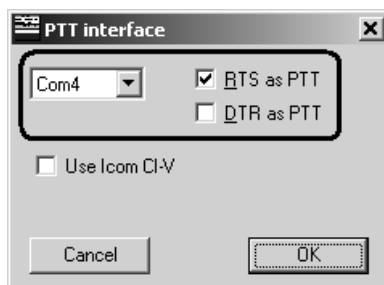 PTT interface
Com4
RTS as PTT
DTR as PTT
Use Icom CI-V
Cancel
OK